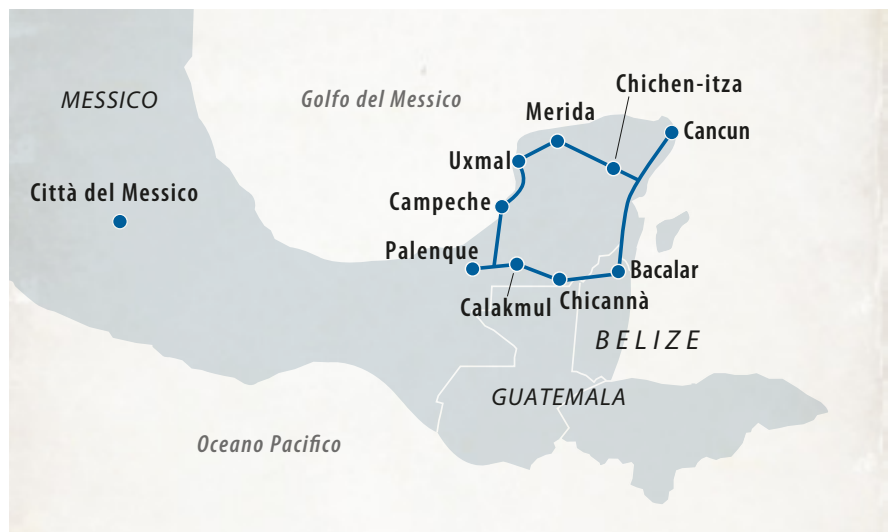 Chichen-itza
MESSICO
Golfo del Messico
Merida
Cancun
Uxmal
Città del Messico
Campeche
Palenque
Bacalar
Calakmul
Chicannà
BELIZE
GUATEMALA
Oceano Pacifico